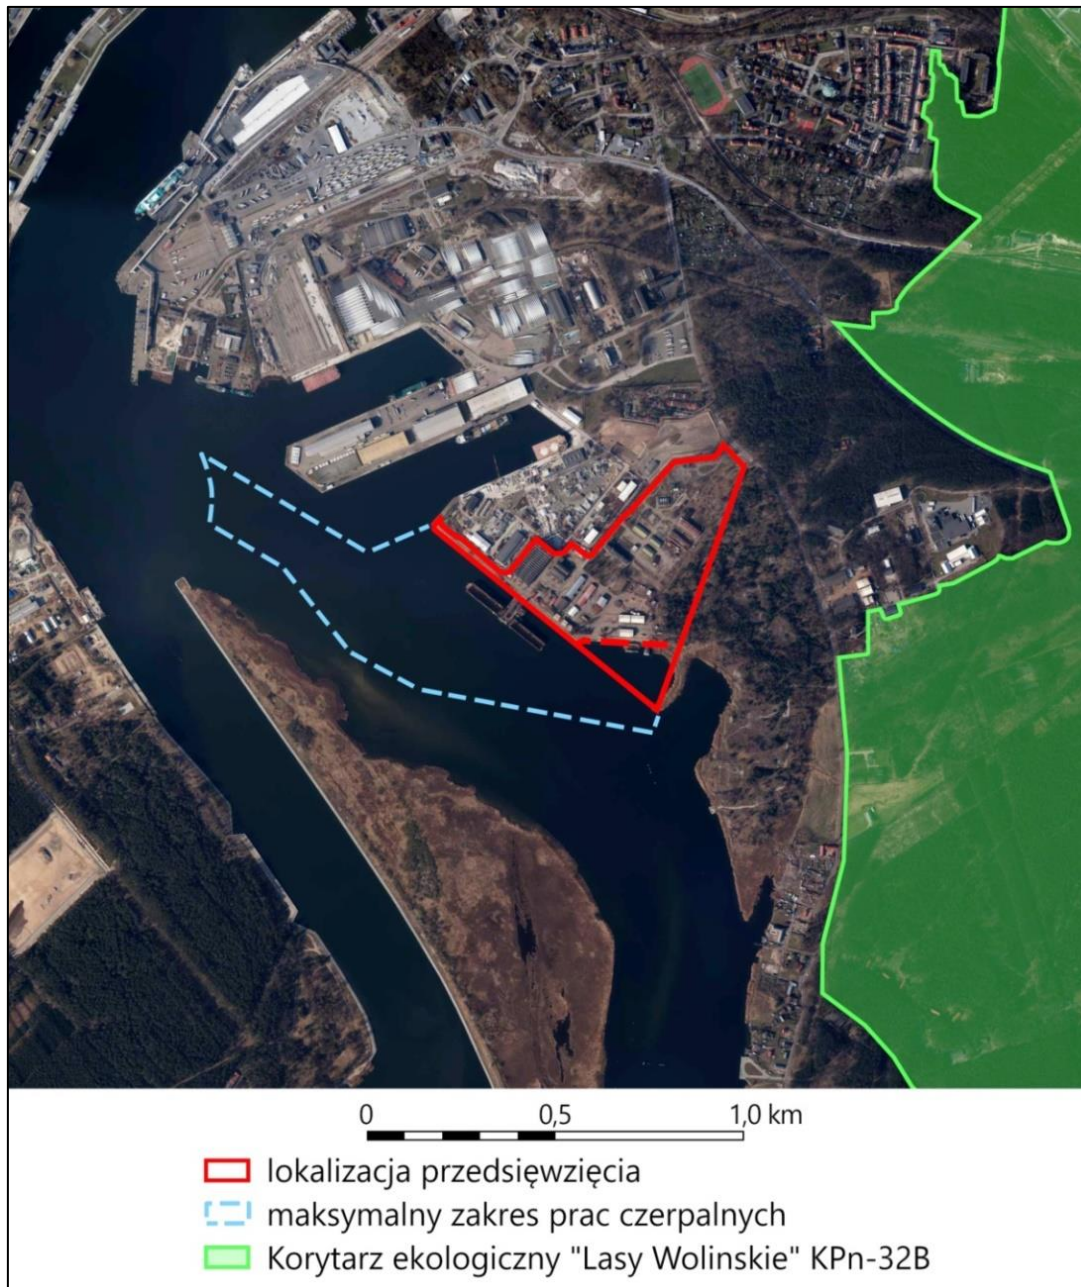 0 0,5 1,0 km
lokalizacja przedsięwzięcia
maksymalny zakres prac czerpalnych
Korytarz ekologiczny "Lasy Wolinskie" KPn-32B